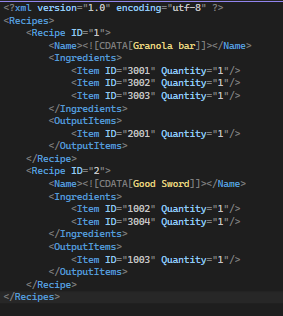 <?xml version="1.0" encoding="utf-8" ?>
<Recipes>
    <Recipe ID="1">
        <Name><![CDATA[Granola bar]]></Name>
        <Ingredients>
            <Item ID="3001" Quantity="1"/>
            <Item ID="3002" Quantity="1"/>
            <Item ID="3003" Quantity="1"/>
        </Ingredients>
        <OutputItems>
            <Item ID="2001" Quantity="1"/>
        </OutputItems>
    </Recipe>
    <Recipe ID="2">
        <Name><![CDATA[Good Sword]]></Name>
        <Ingredients>
            <Item ID="1002" Quantity="1"/>
            <Item ID="3004" Quantity="1"/>
        </Ingredients>
        <OutputItems>
            <Item ID="1003" Quantity="1"/>
        </OutputItems>
    </Recipe>
</Recipes>